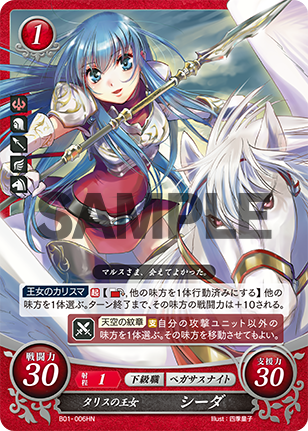 1
SAMPLE
マルスさま、会えてよかった。
王女のカリスマ 起 【 、他の味方を1体行動済みにする】他の
味方を1体選ぶ。ターン終了まで、その味方の戦闘力は+10される。
天空の紋章 支 自分の攻撃ユニット以外の
味方を1体選ぶ。その味方を移動させてもよい。
戦闘力
30
射程 1 下級職 ペガサスナイト
支援力
30
タリスの王女 シーダ
B01-006HN
Illust:四季童子